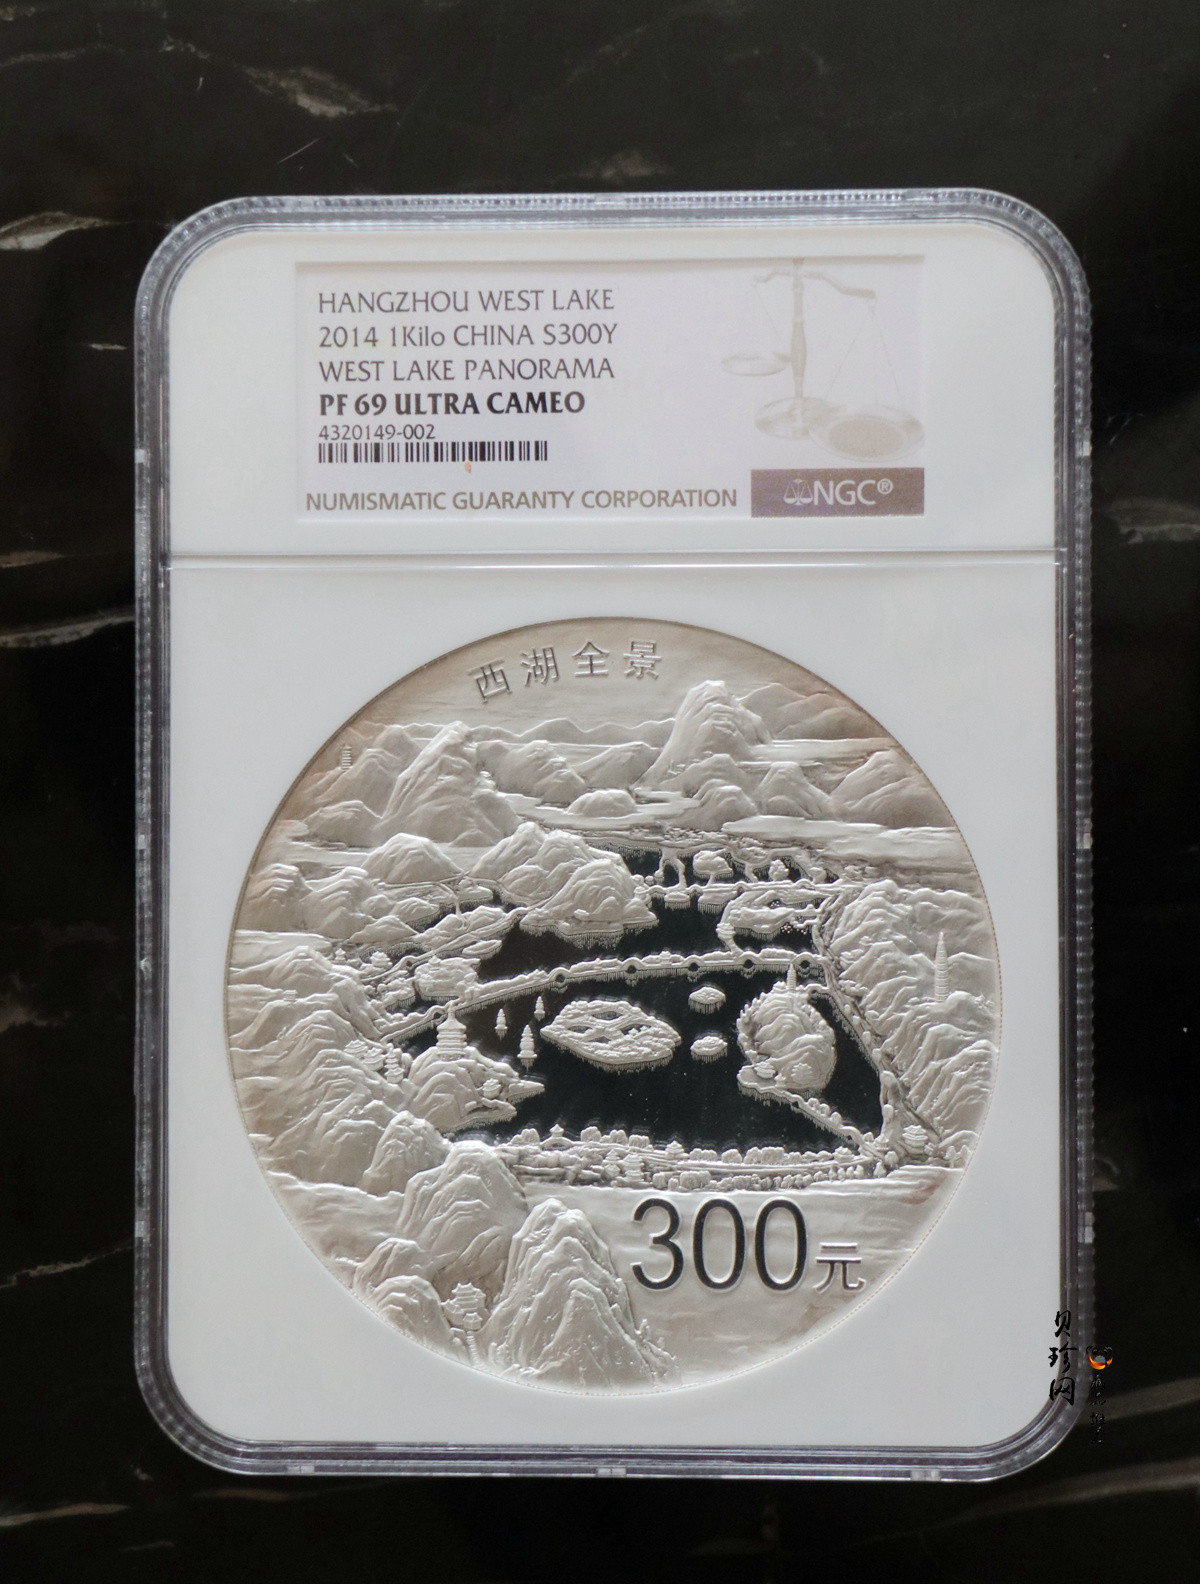 HANGZHOU WEST LAKE
2014 1Kilo CHINA S300Y
WEST LAKE PANORAMA
PF 69 ULTRA CAMEO
4320149-002
NUMISMATIC GUARANTY CORPORATION
NGC®
西湖全景
300元
贝珍网